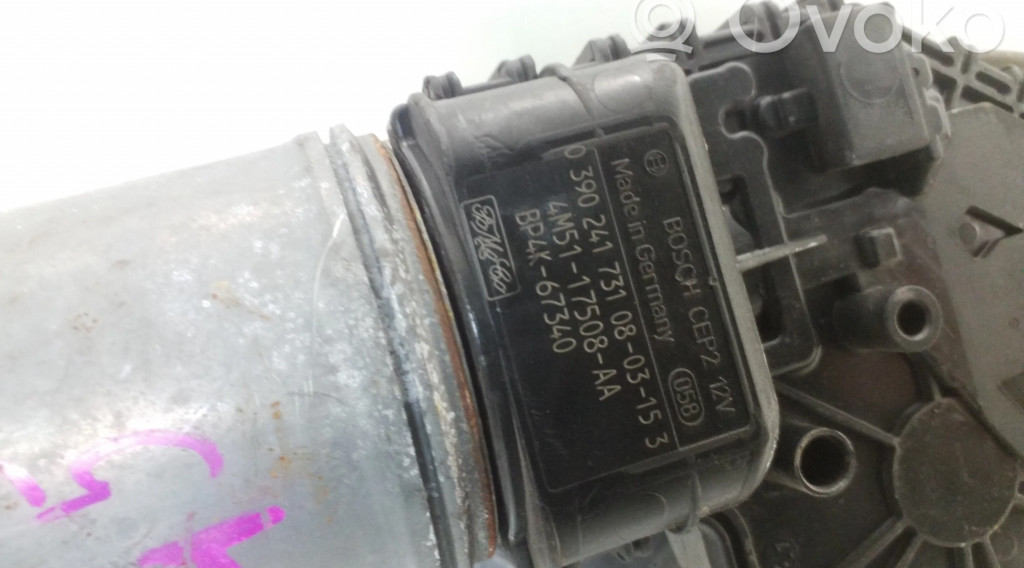 Ovoko
BOSCH CEP2 12V
Made in Germany 058
0 390 241 731 08-03-15 3
4M51-17508-AA
BP4K-67340